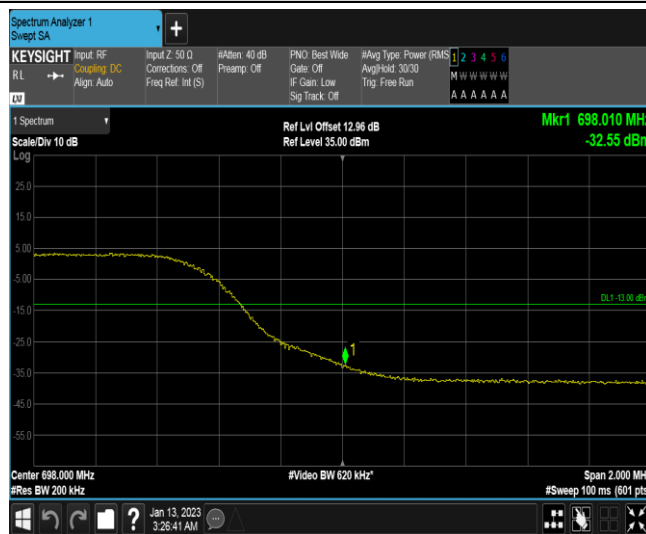 Spectrum Analyzer 1
Swept SA
KEYSIGHT
RL
Input: RF
Coupling: DC
Align: Auto
Input Z: 50 Ω
Corrections: Off
Freq Ref: Int (S)
#Atten: 40 dB
Preamp: Off
PNO: Best Wide
Gate: Off
IF Gain: Low
Sig Track: Off
#Avg Type: Power (RMS
Avg|Hold: 30/30
Trig: Free Run
1 2 3 4 5 6
M W W W W W
A A A A A A
LXI
1 Spectrum
Scale/Div 10 dB
Ref Lvl Offset 12.96 dB
Ref Level 35.00 dBm
Mkr1 698.010 MHz
-32.55 dBm
Log
25.0
15.0
5.00
-5.00
DL1 -13.00 dBm
-15.0
-25.0
1
-35.0
-45.0
-55.0
Center 698.000 MHz
#Video BW 620 kHz*
Span 2.000 MHz
#Res BW 200 kHz
#Sweep 100 ms (601 pts
Jan 13, 2023
3:26:41 AM